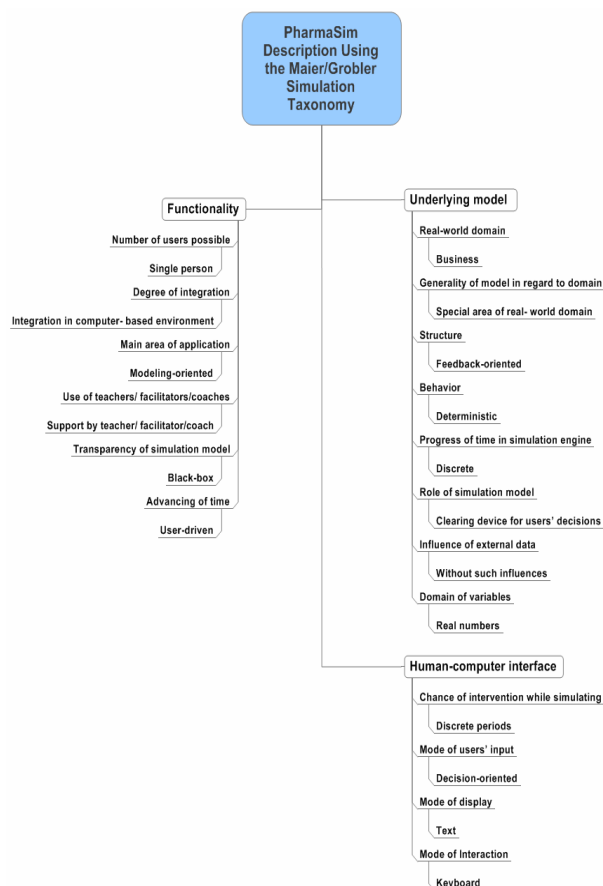 PharmaSim
Description Using
the Maier/Grobler
Simulation
Taxonomy
Functionality
Number of users possible
Single person
Degree of integration
Integration in computer- based environment
Main area of application
Modeling-oriented
Use of teachers/ facilitators/coaches
Support by teacher/ facilitator/coach
Transparency of simulation model
Black-box
Advancing of time
User-driven
Underlying model
Real-world domain
Business
Generality of model in regard to domain
Special area of real- world domain
Structure
Feedback-oriented
Behavior
Deterministic
Progress of time in simulation engine
Discrete
Role of simulation model
Clearing device for users’ decisions
Influence of external data
Without such influences
Domain of variables
Real numbers
Human-computer interface
Chance of intervention while simulating
Discrete periods
Mode of users’ input
Decision-oriented
Mode of display
Text
Mode of Interaction
Keyboard